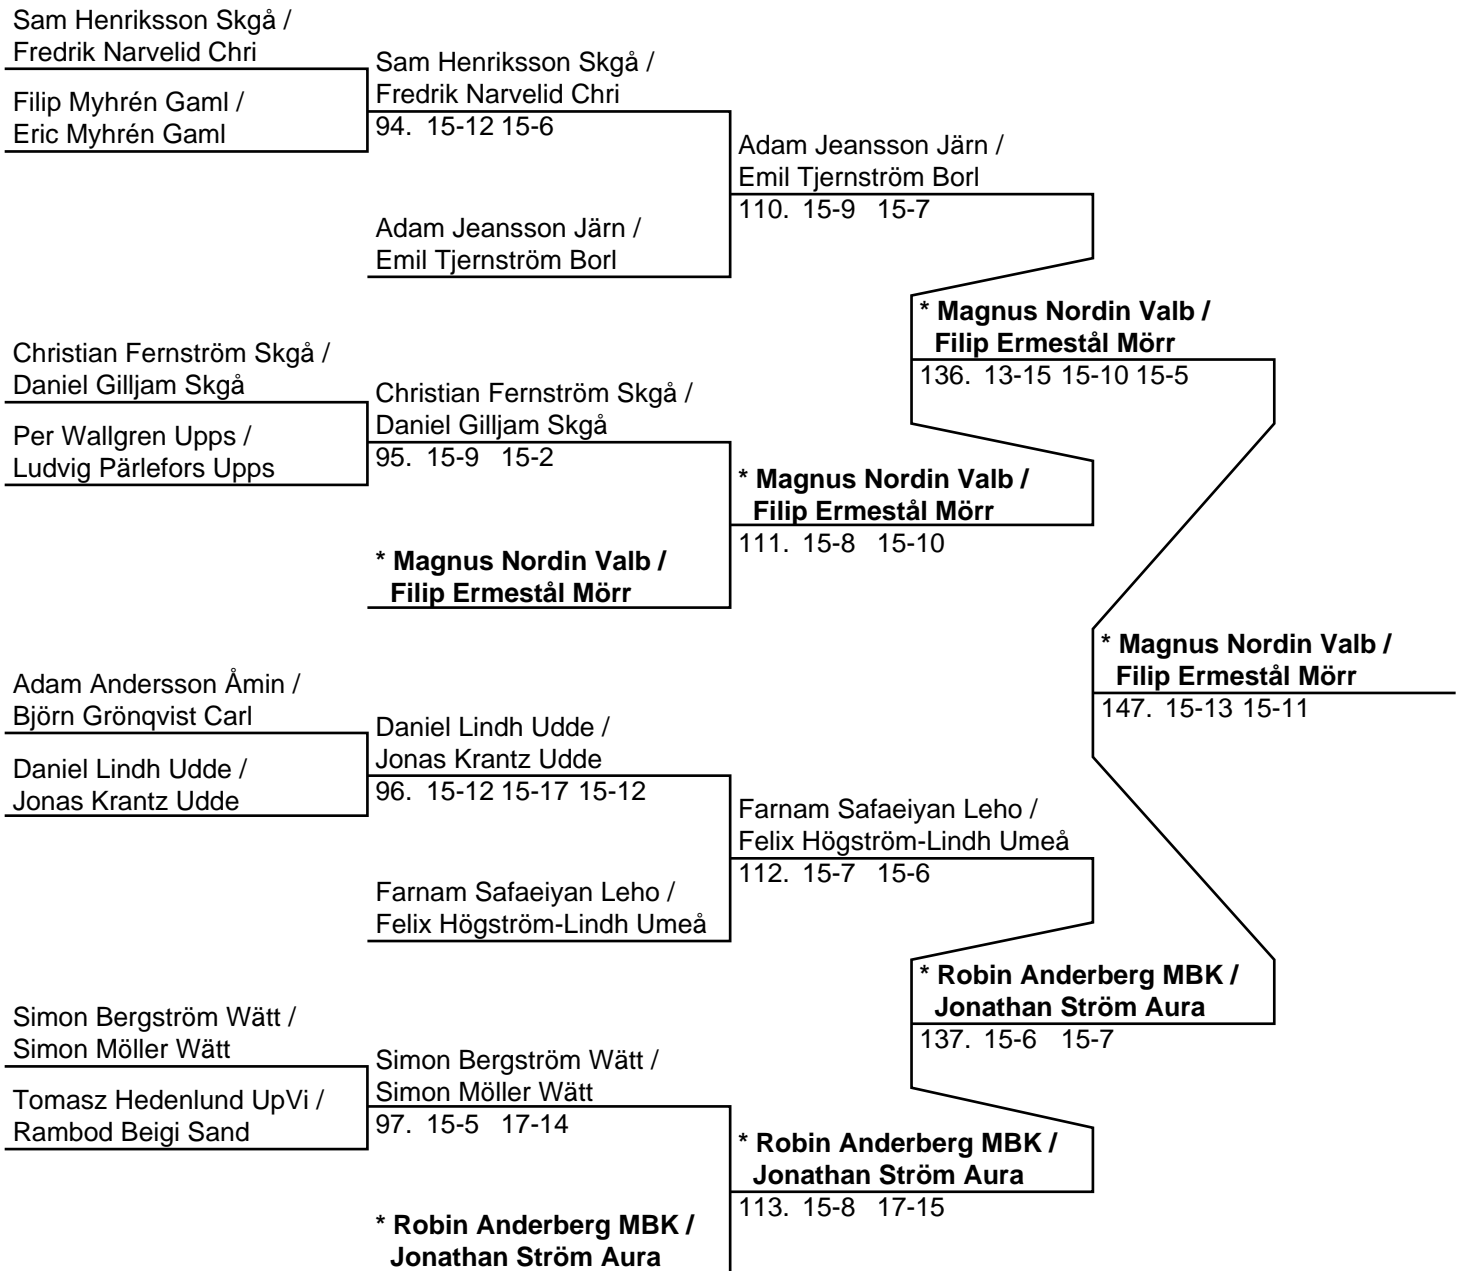 Sam Henriksson Skgå /
Fredrik Narvelid Chri
Filip Myhrén Gaml /
Eric Myhrén Gaml
Sam Henriksson Skgå /
Fredrik Narvelid Chri
94. 15-12 15-6
Adam Jeansson Järn /
Emil Tjernström Borl
Adam Jeansson Järn /
Emil Tjernström Borl
110. 15-9 15-7
Christian Fernström Skgå /
Daniel Gilljam Skgå
Per Wallgren Upps /
Ludvig Pärlefors Upps
Christian Fernström Skgå /
Daniel Gilljam Skgå
95. 15-9 15-2
* Magnus Nordin Valb /
Filip Ermestål Mörr
* Magnus Nordin Valb /
Filip Ermestål Mörr
111. 15-8 15-10
* Magnus Nordin Valb /
Filip Ermestål Mörr
136. 13-15 15-10 15-5
Adam Andersson Åmin /
Björn Grönqvist Carl
Daniel Lindh Udde /
Jonas Krantz Udde
Daniel Lindh Udde /
Jonas Krantz Udde
96. 15-12 15-17 15-12
Farnam Safaeiyan Leho /
Felix Högström-Lindh Umeå
Farnam Safaeiyan Leho /
Felix Högström-Lindh Umeå
112. 15-7 15-6
Simon Bergström Wätt /
Simon Möller Wätt
Tomasz Hedenlund UpVi /
Rambod Beigi Sand
Simon Bergström Wätt /
Simon Möller Wätt
97. 15-5 17-14
* Robin Anderberg MBK /
Jonathan Ström Aura
* Robin Anderberg MBK /
Jonathan Ström Aura
113. 15-8 17-15
* Robin Anderberg MBK /
Jonathan Ström Aura
137. 15-6 15-7
* Magnus Nordin Valb /
Filip Ermestål Mörr
147. 15-13 15-11